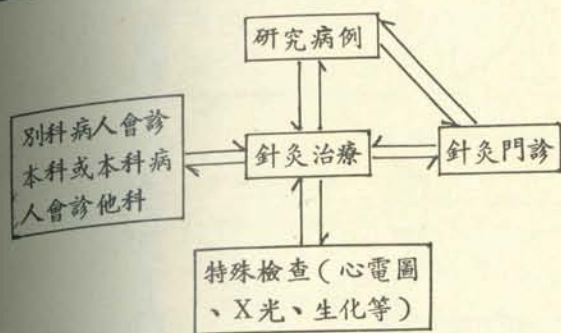 研究病例
別科病人會診
本科或本科病
人會診他科
針灸治療
針灸門診
特殊檢查（心電圖
、X光、生化等）